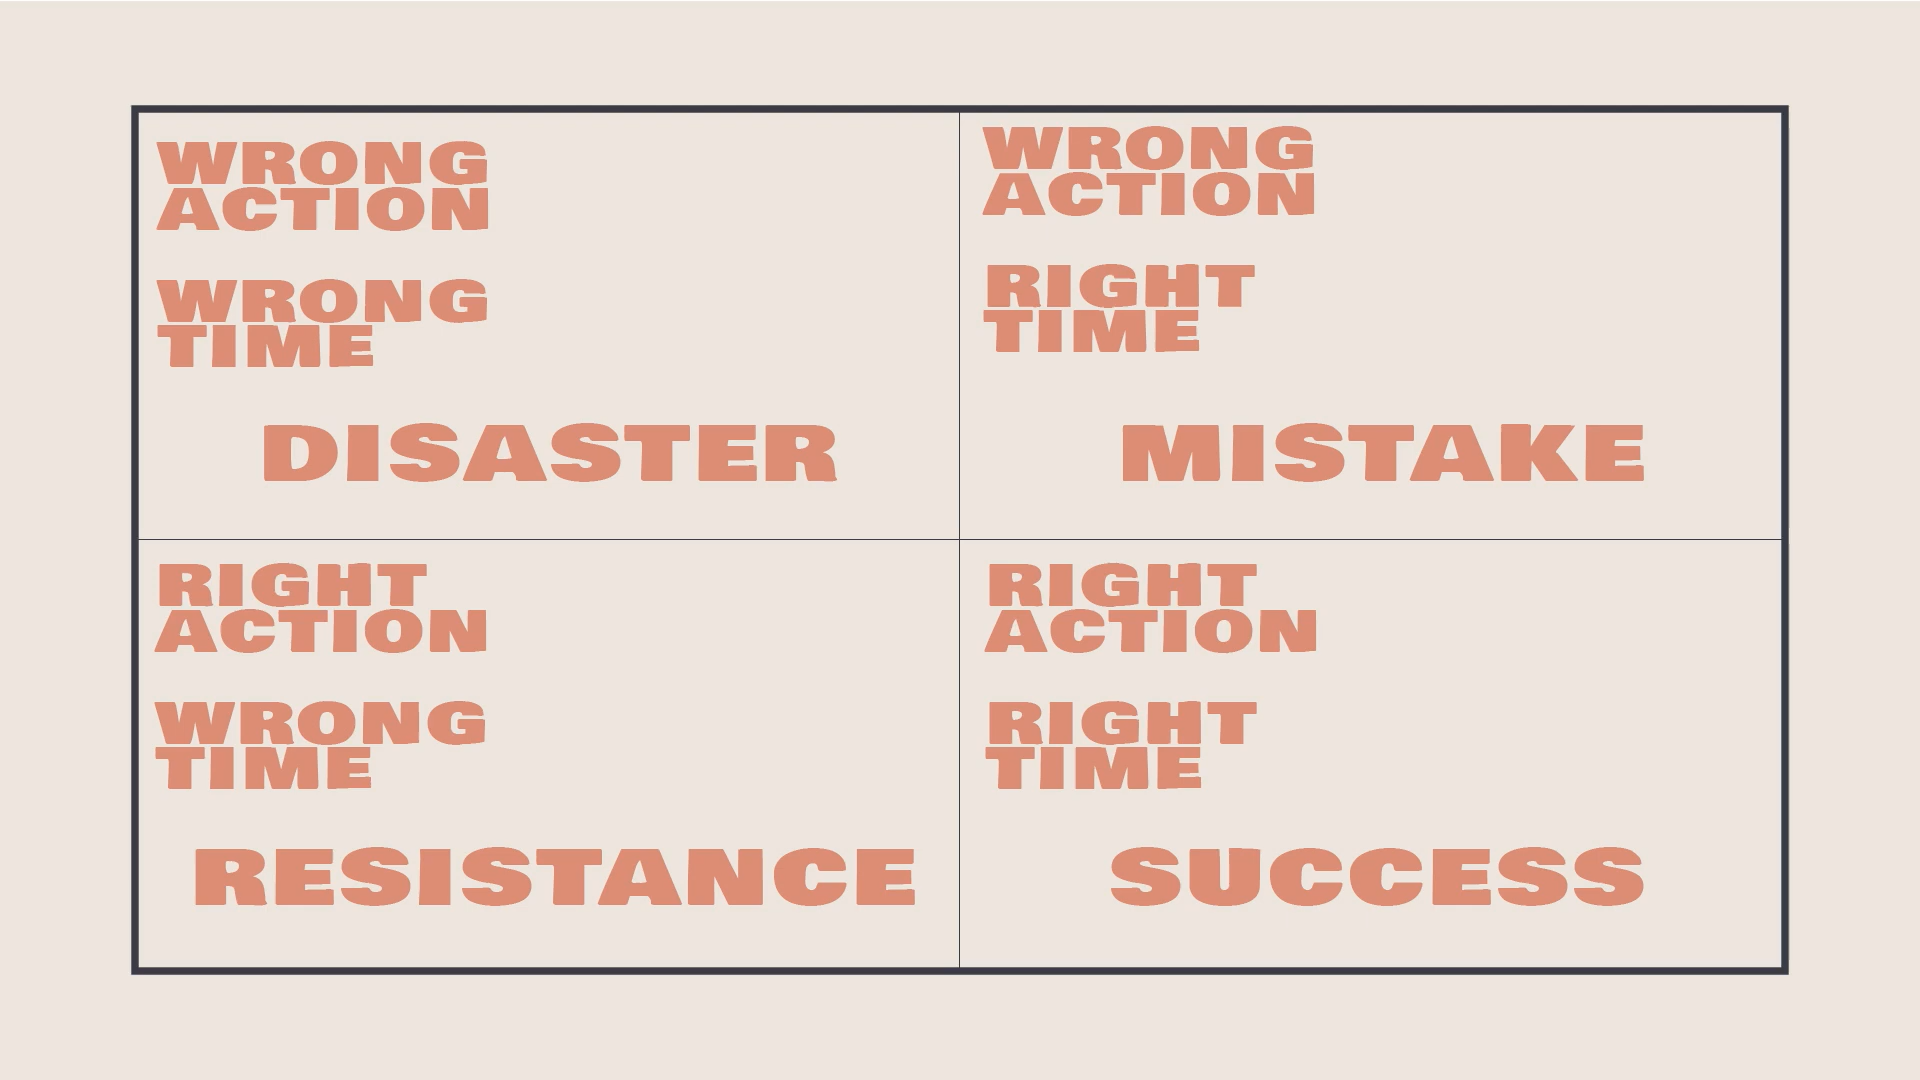 WRONG
ACTION
WRONG
TIME
DISASTER
WRONG
ACTION
RIGHT
TIME
MISTAKE
RIGHT
ACTION
WRONG
TIME
RESISTANCE
RIGHT
ACTION
RIGHT
TIME
SUCCESS